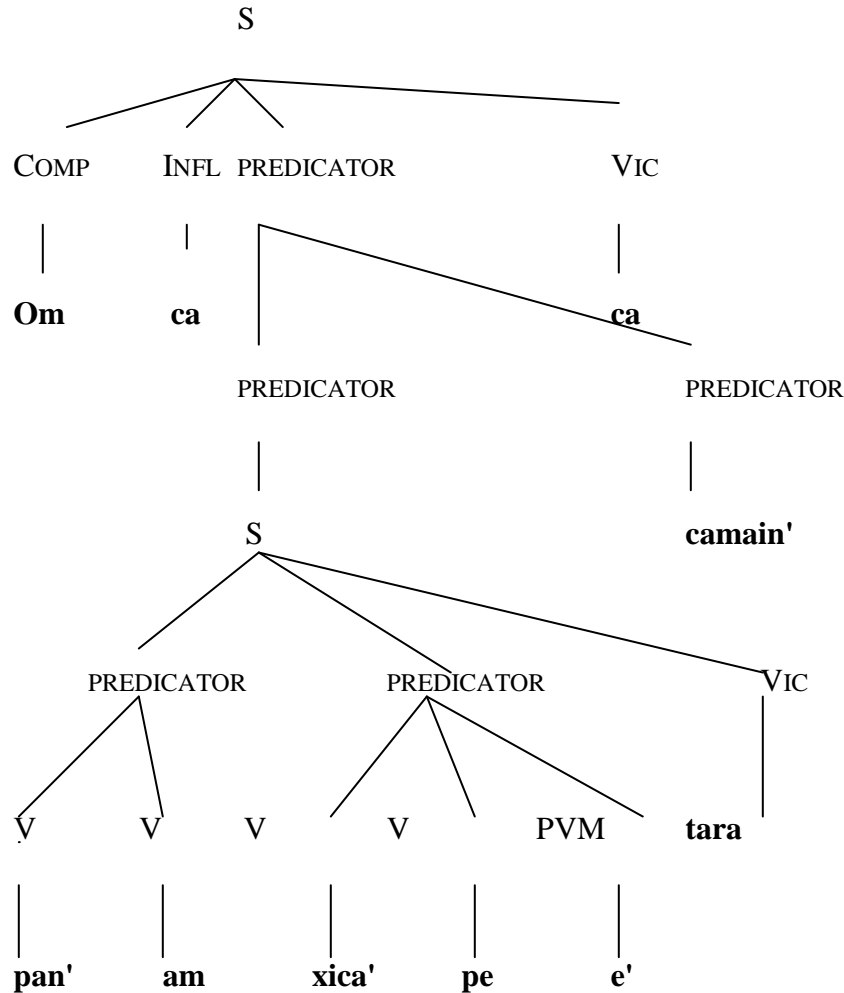 S
COMP INFL PREDICATOR VIC
Om ca ca
PREDICATOR PREDICATOR
S camain'
PREDICATOR PREDICATOR VIC
V V V V PVM tara
pan' am xica' pe e'